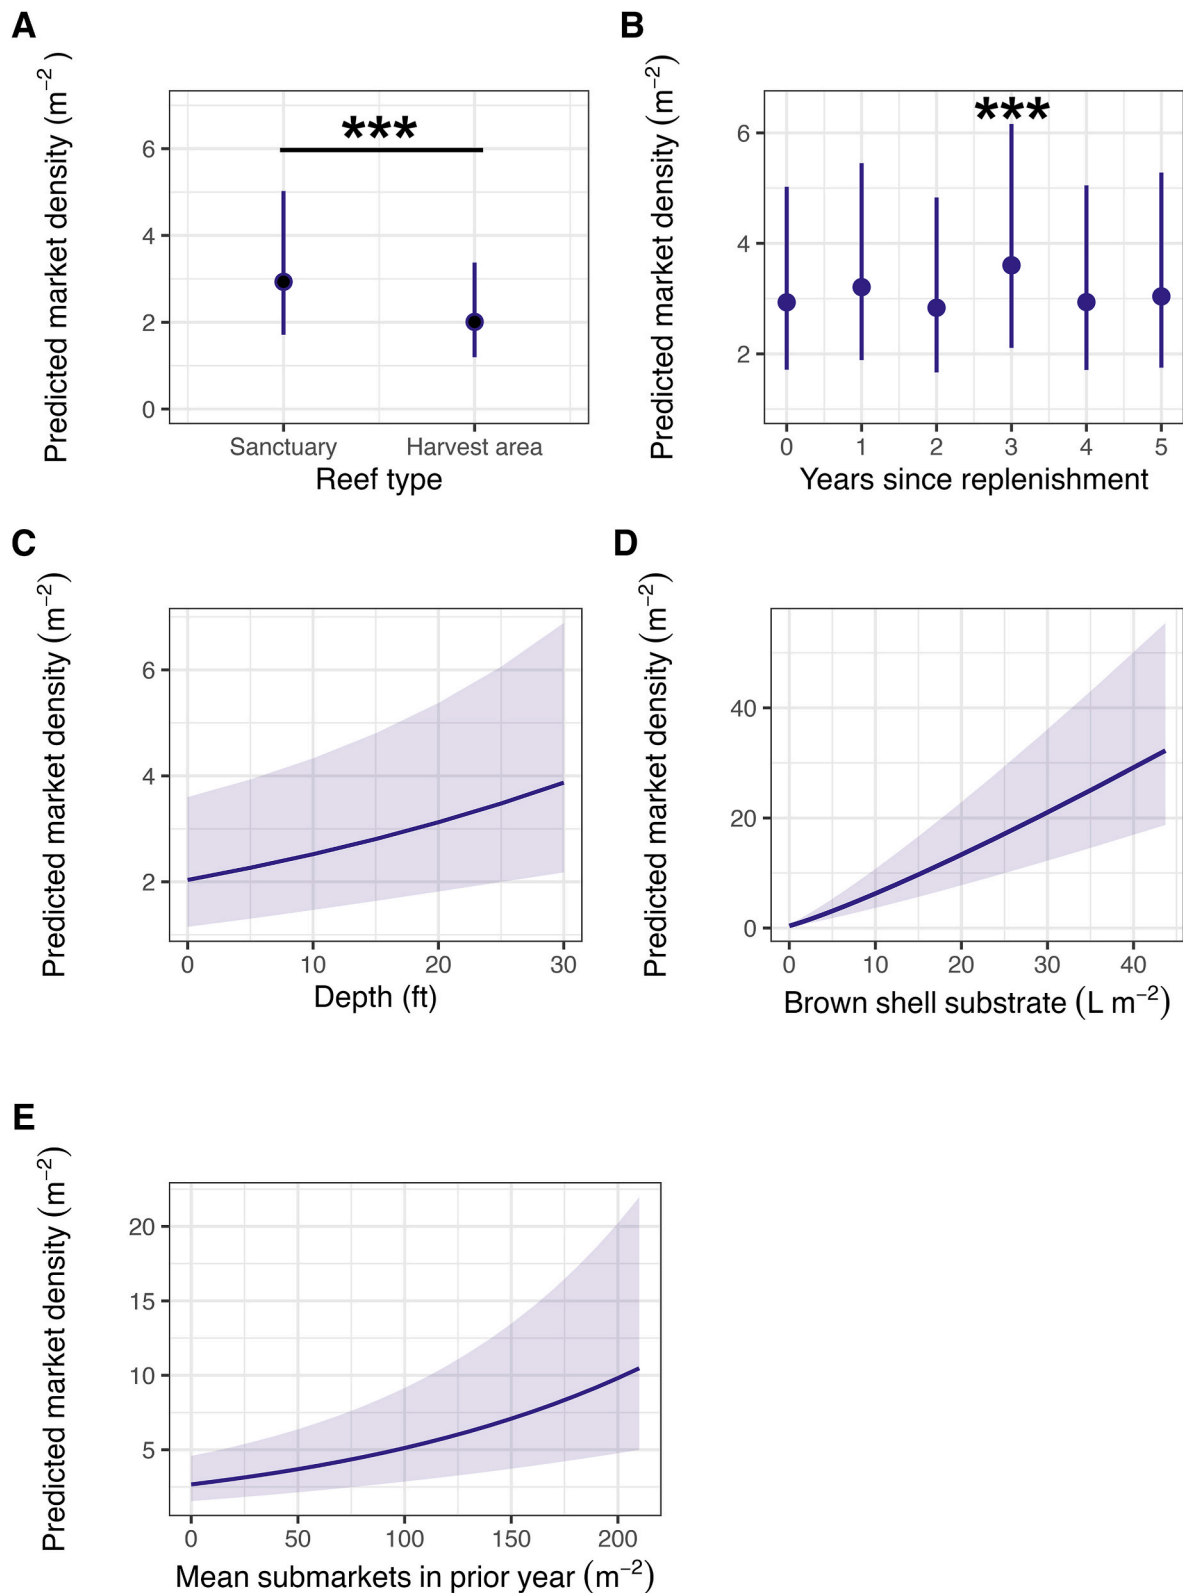 A
Predicted market density (m⁻²)
6
4
2
0
***
Sanctuary Harvest area
Reef type
B
Predicted market density (m⁻²)
6
4
2
***
0 1 2 3 4 5
Years since replenishment
C
Predicted market density (m⁻²)
6
4
2
0 10 20 30
Depth (ft)
D
Predicted market density (m⁻²)
40
20
0
0 10 20 30 40
Brown shell substrate (L m⁻²)
E
Predicted market density (m⁻²)
20
15
10
5
0 50 100 150 200
Mean submarkets in prior year (m⁻²)